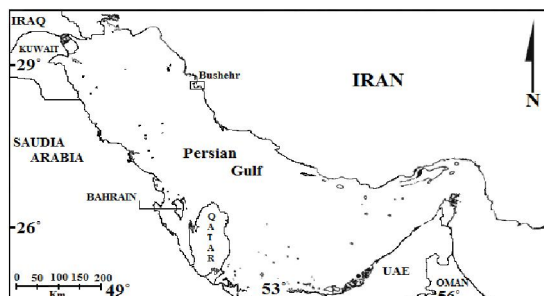 IRAQ
KUWAIT
29°
Bushehr
IRAN
N
SAUDIA
ARABIA
Persian
Gulf
BAHRAIN
QATAR
26°
UAE
OMAN
0 50 100 150 200
Km
49°
53°
56°